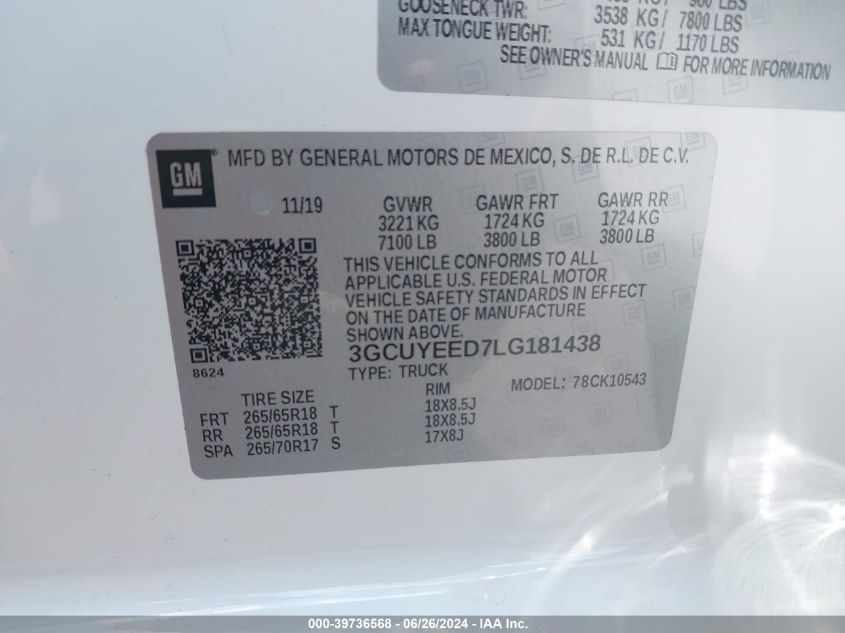 GOOSENECK TWR: 3538 KG/ 7800 LBS
MAX TONGUE WEIGHT: 531 KG/ 1170 LBS
SEE OWNER'S MANUAL FOR MORE INFORMATION
GM ® MFD BY GENERAL MOTORS DE MEXICO, S. DE R.L. DE C.V.
11/19 GVWR GAWR FRT GAWR RR
3221 KG 1724 KG 1724 KG
7100 LB 3800 LB 3800 LB
THIS VEHICLE CONFORMS TO ALL
APPLICABLE U.S. FEDERAL MOTOR
VEHICLE SAFETY STANDARDS IN EFFECT
ON THE DATE OF MANUFACTURE
SHOWN ABOVE.
3GCUYEED7LG181438
8624
TYPE: TRUCK MODEL: 78CK10543
TIRE SIZE RIM
FRT 265/65R18 T 18X8.5J
RR 265/65R18 T 18X8.5J
SPA 265/70R17 S 17X8J
000-39736568 - 06/26/2024 - IAA Inc.